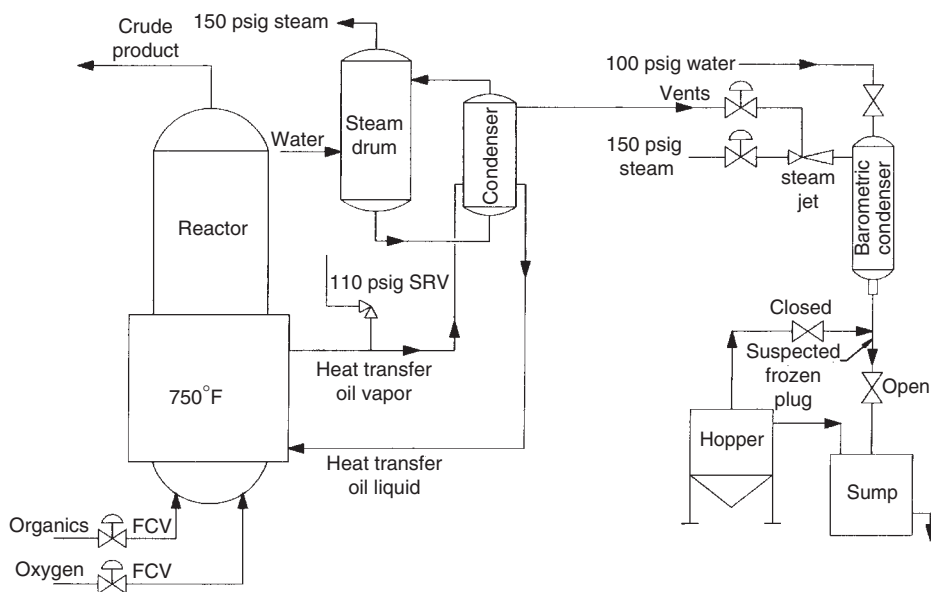 150 psig steam
Crude
product
100 psig water
Vents
Water
Steam
drum
Condenser
150 psig
steam
steam
jet
Barometric
condenser
Reactor
110 psig SRV
Closed
Suspected
frozen
plug
Open
Heat transfer
oil vapor
750°F
Hopper
Heat transfer
oil liquid
Sump
Organics
FCV
Oxygen
FCV